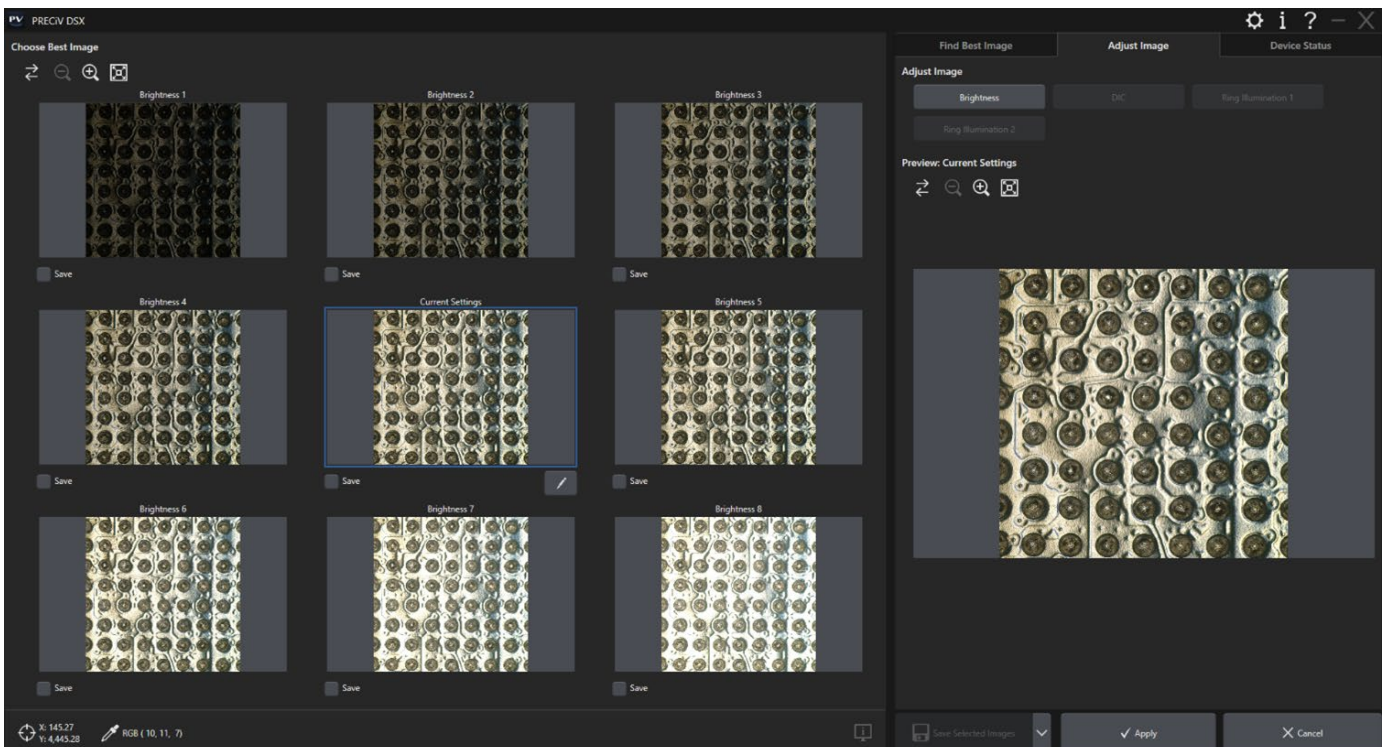 PV PRECiV DSX
Choose Best Image
Brightness 1
Brightness 2
Brightness 3
Save
Save
Save
Brightness 4
Current Settings
Brightness 5
Save
Save
Save
Brightness 6
Brightness 7
Brightness 8
Save
Save
Save
X: 145.27
Y: 4,445.28
RGB ( 10, 11, 7)
Find Best Image
Adjust Image
Device Status
Adjust Image
Brightness
DIC
Ring Illumination 1
Ring Illumination 2
Preview: Current Settings
Save Selected Images
Apply
Cancel